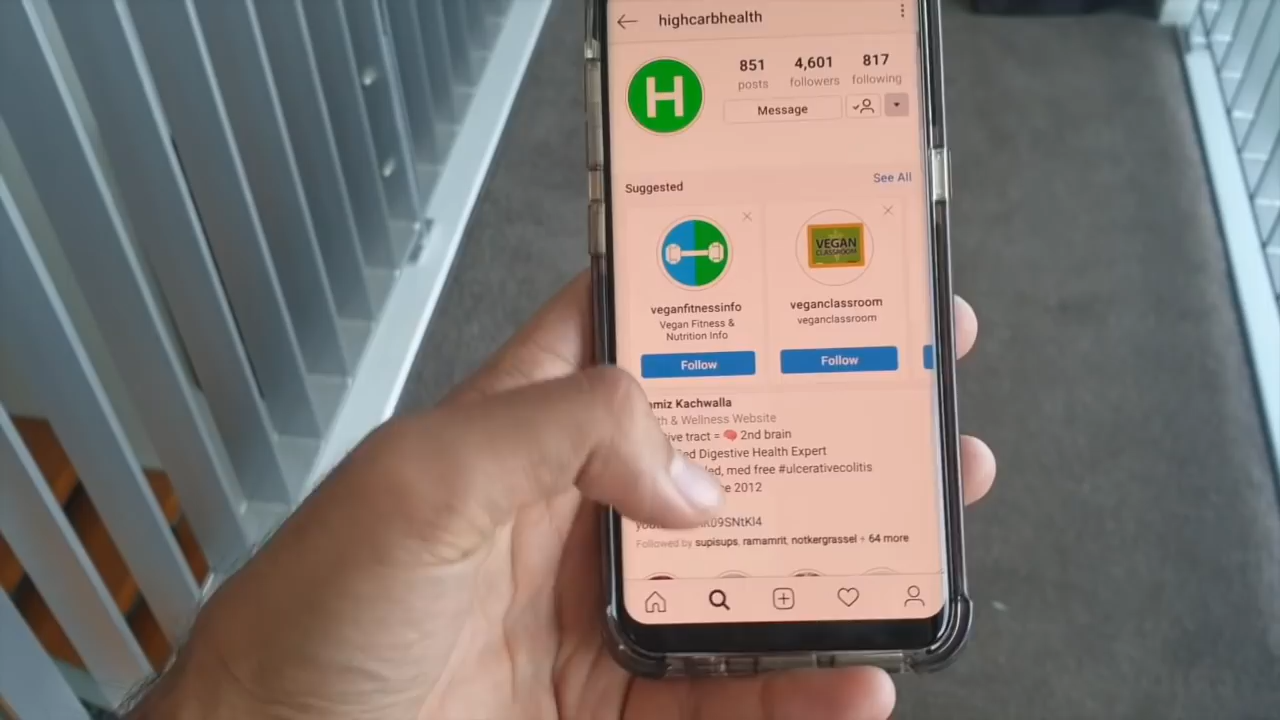 highcarbhealth
H
851 4,601 817
posts followers following
Message
Suggested See All
VEGAN
CLASSROOM
veganfitnessinfo
Vegan Fitness &
Nutrition Info
veganclassroom
veganclassroom
Follow Follow
Kachwalla
& Wellness Website
tract = 2nd brain
Digestive Health Expert
med free #ulcerativecolitis
2012
Followed by supisups, ramamrit, notkergrassel + 64 more